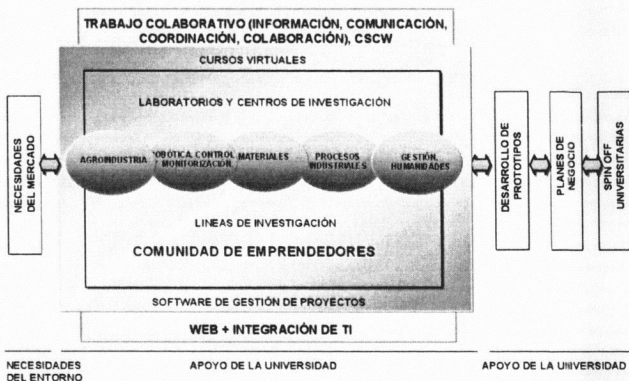 TRABAJO COLABORATIVO (INFORMACIÓN, COMUNICACIÓN,
COORDINACIÓN, COLABORACIÓN), CSCW
CURSOS VIRTUALES
LABORATORIOS Y CENTROS DE INVESTIGACIÓN
NECESIDADES
DEL MERCADO
AGROINDUSTRIA
ROBÓTICA, CONTROL
Y MONITORIZACIÓN
MATERIALES
PROCESOS
INDUSTRIALES
GESTIÓN,
HUMANIDADES
DESARROLLO DE
PROTOTIPOS
PLANES DE
NEGOCIO
SPIN OFF
UNIVERSITARIAS
LINEAS DE INVESTIGACIÓN
COMUNIDAD DE EMPRENDEDORES
SOFTWARE DE GESTIÓN DE PROYECTOS
WEB + INTEGRACIÓN DE TI
NECESIDADES
DEL ENTORNO
APOYO DE LA UNIVERSIDAD
APOYO DE LA UNIVERSIDAD